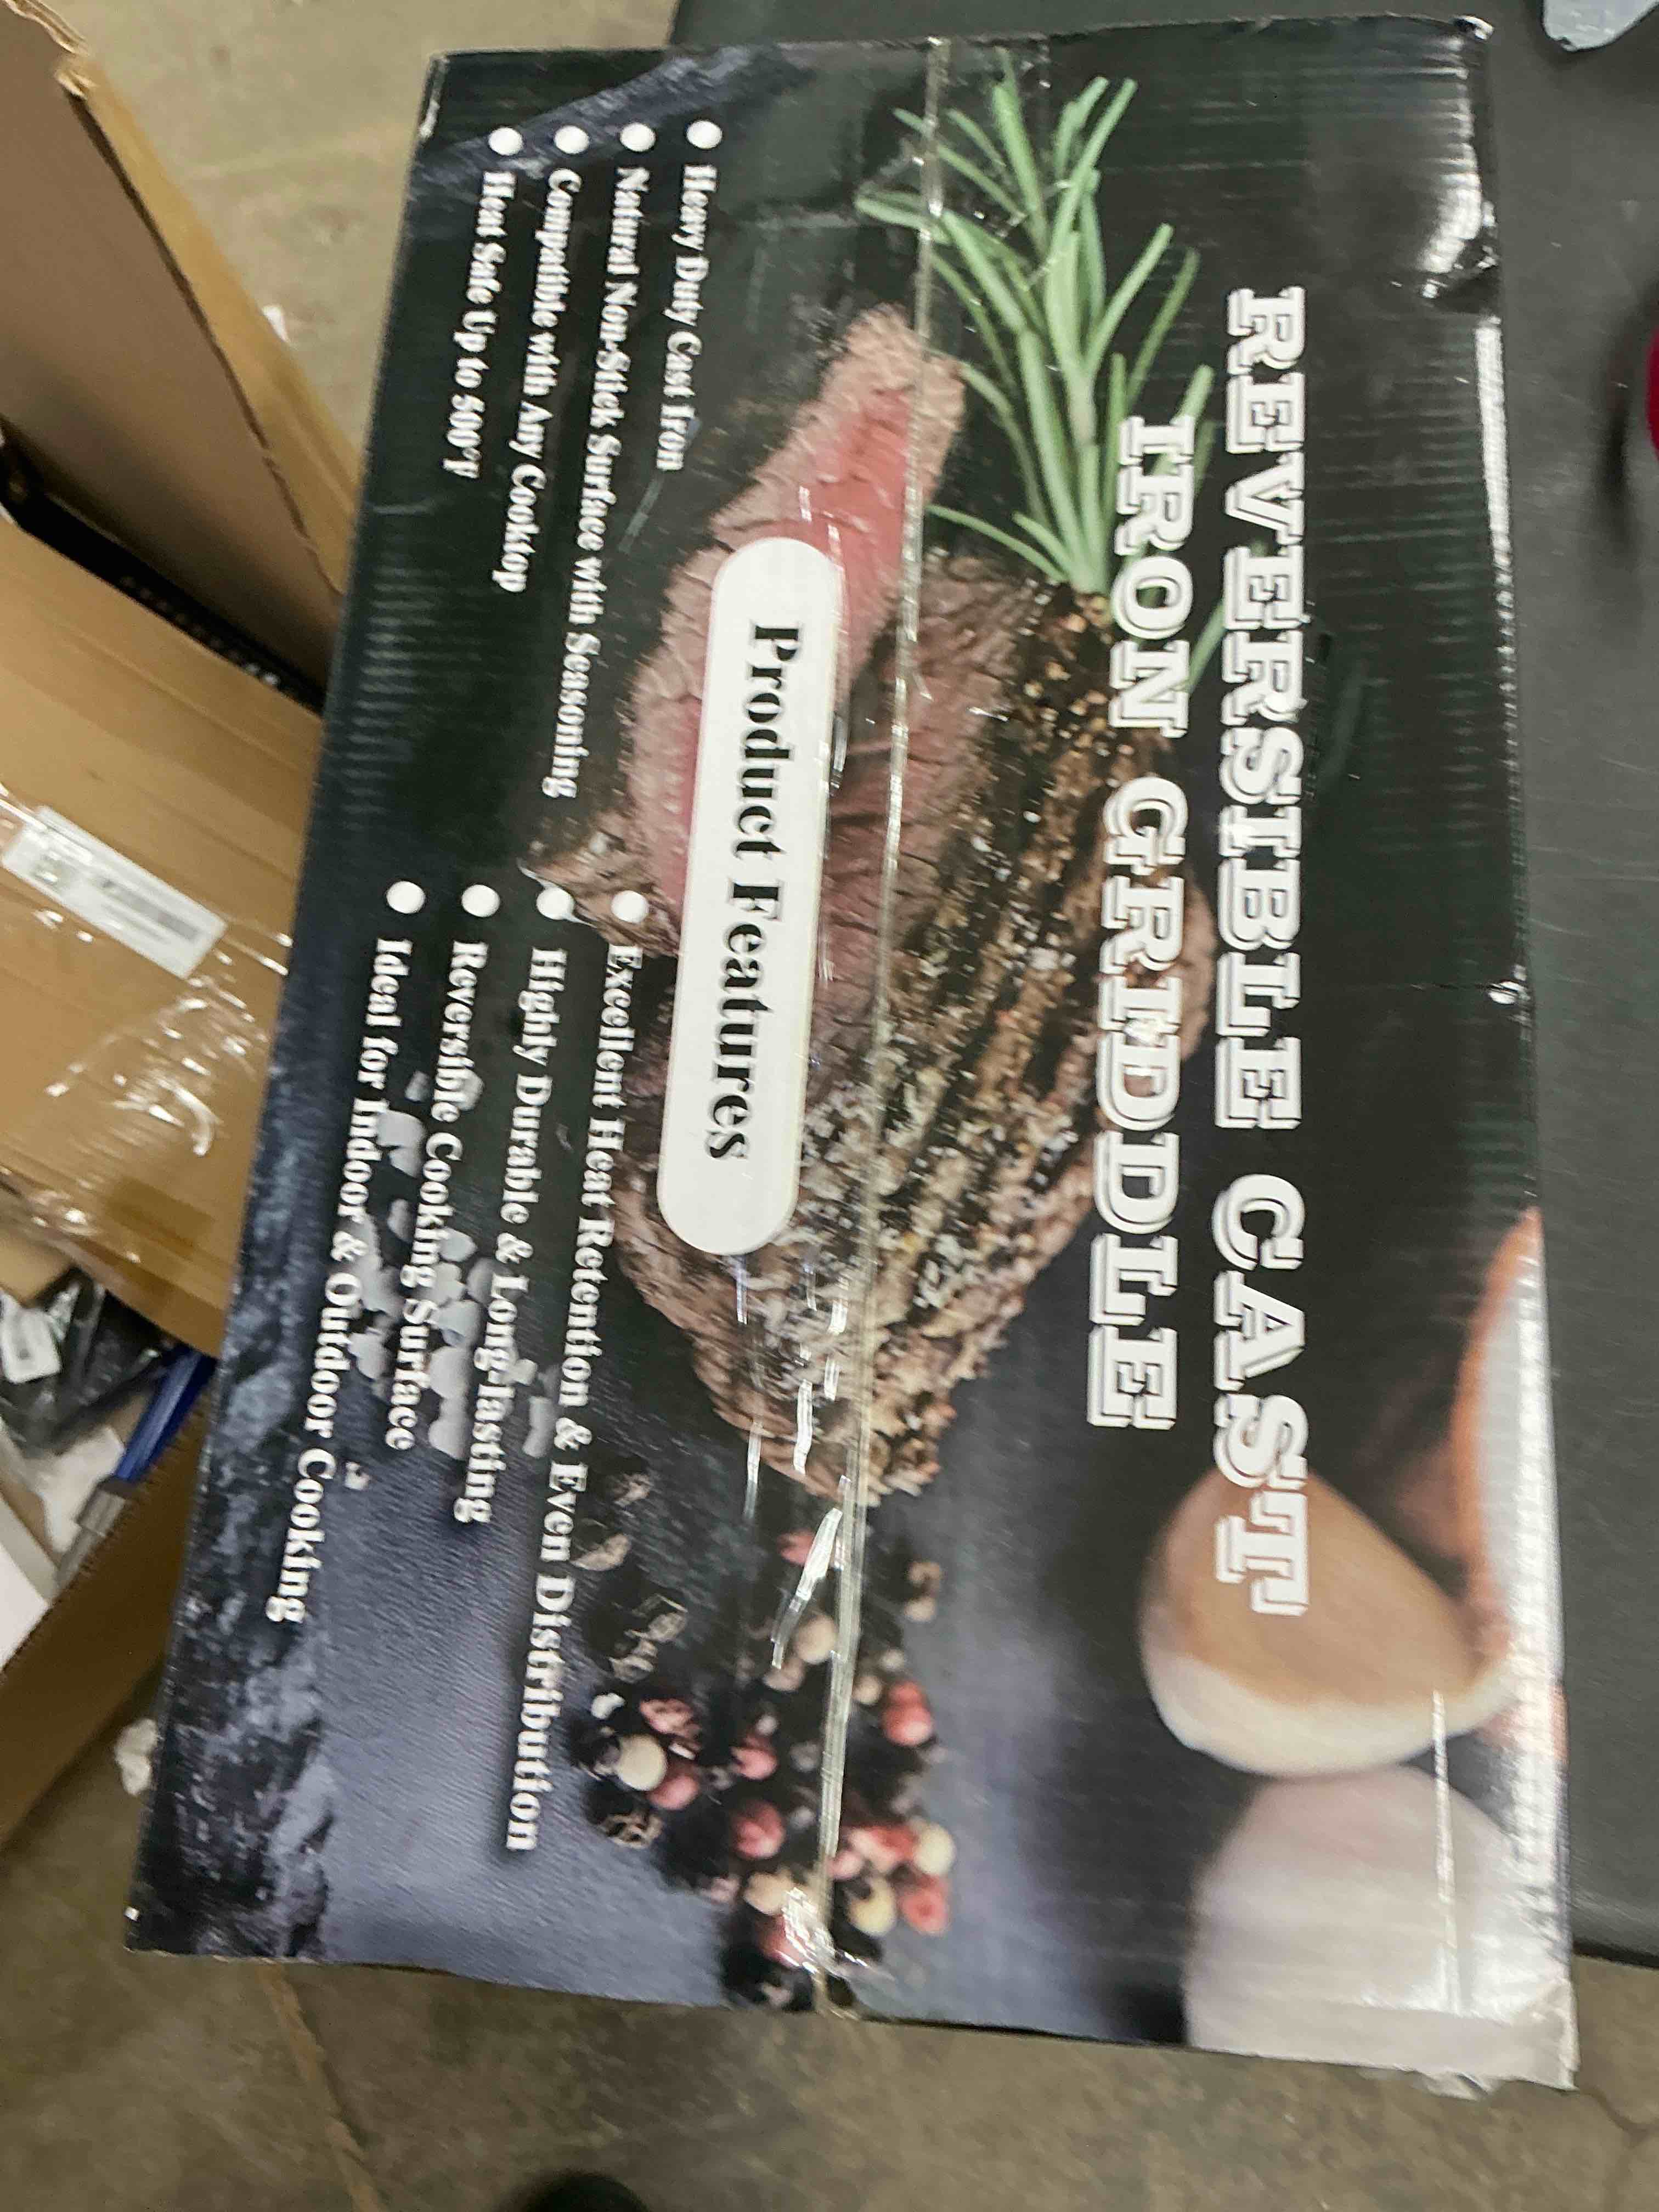 REVERSIBLE CAST
IRON GRIDDLE
Product Features
Heavy Duty Cast Iron
Natural Non-Stick Surface with Seasoning
Compatible with Any Cooktop
Heat Safe Up to 500°F
Excellent Heat Retention & Even Distribution
Highly Durable & Long-lasting
Reversible Cooking Surface
Ideal for Indoor & Outdoor Cooking